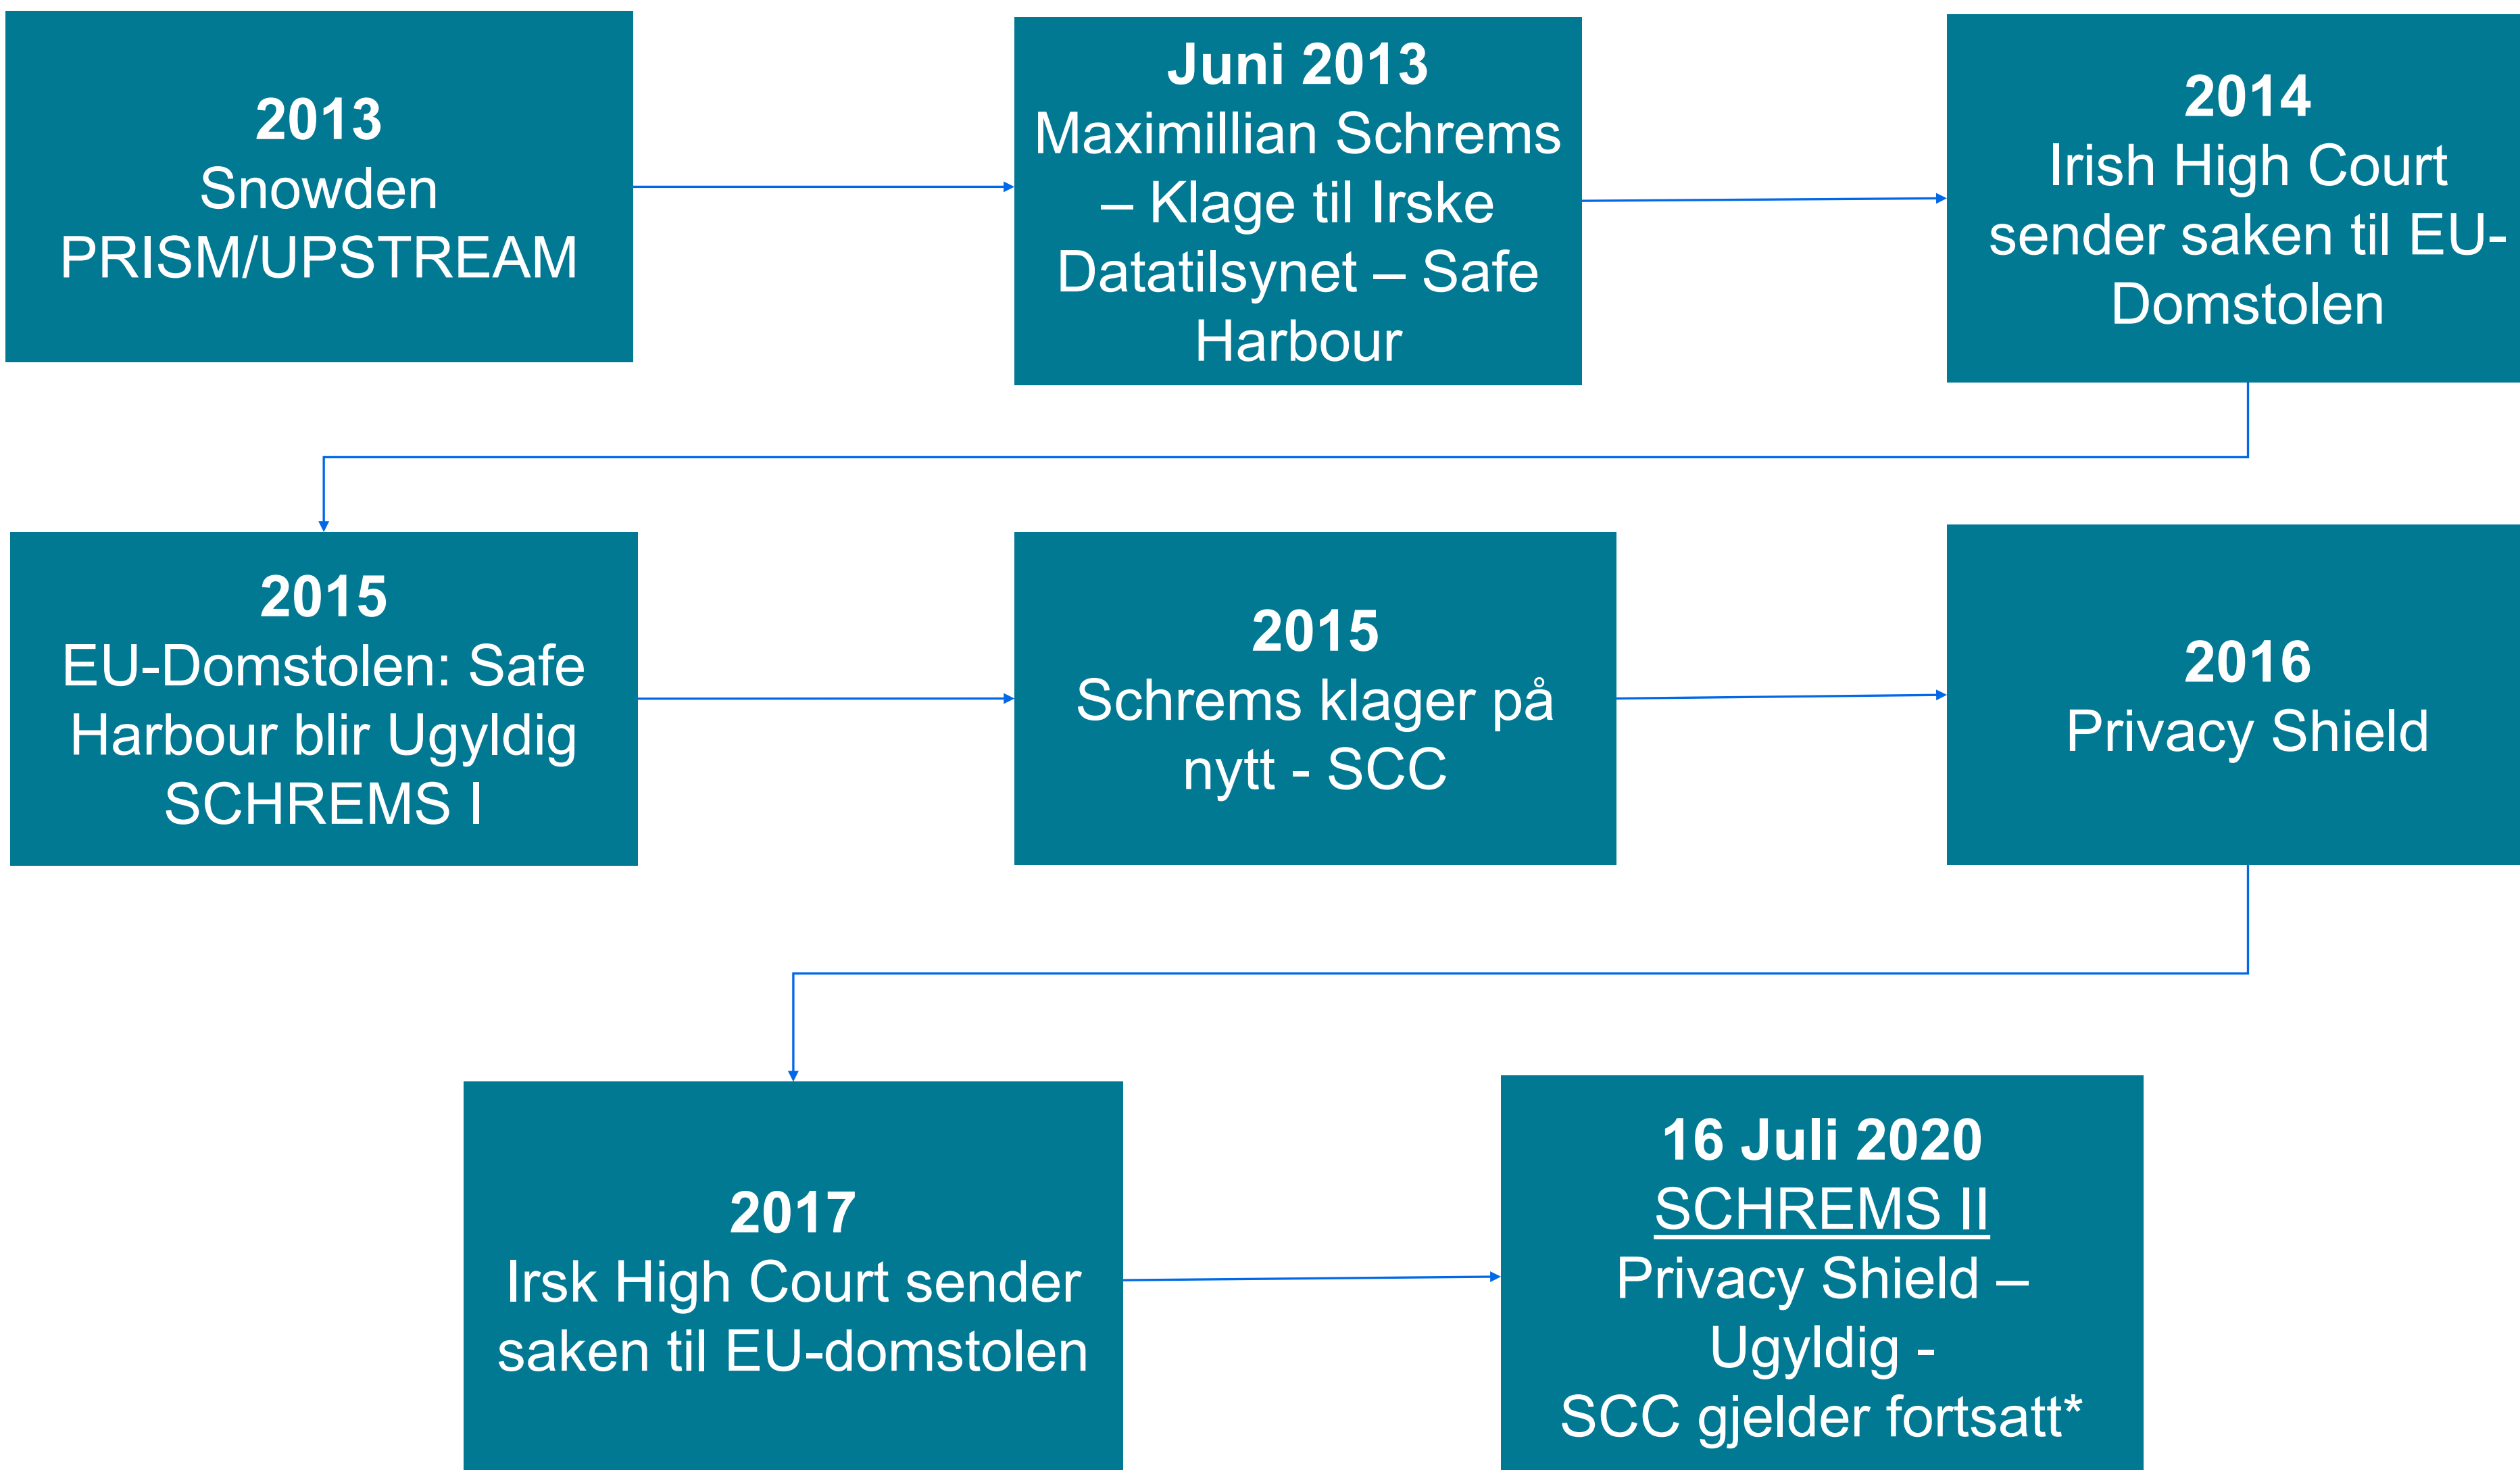 2013
Snowden
PRISM/UPSTREAM
Juni 2013
Maximillian Schrems
– Klage til Irske
Datatilsynet – Safe
Harbour
2014
Irish High Court
sender saken til EU-
Domstolen
2015
EU-Domstolen: Safe
Harbour blir Ugyldig
SCHREMS I
2015
Schrems klager på
nytt - SCC
2016
Privacy Shield
2017
Irsk High Court sender
saken til EU-domstolen
16 Juli 2020
SCHREMS II
Privacy Shield –
Ugyldig -
SCC gjelder fortsatt*